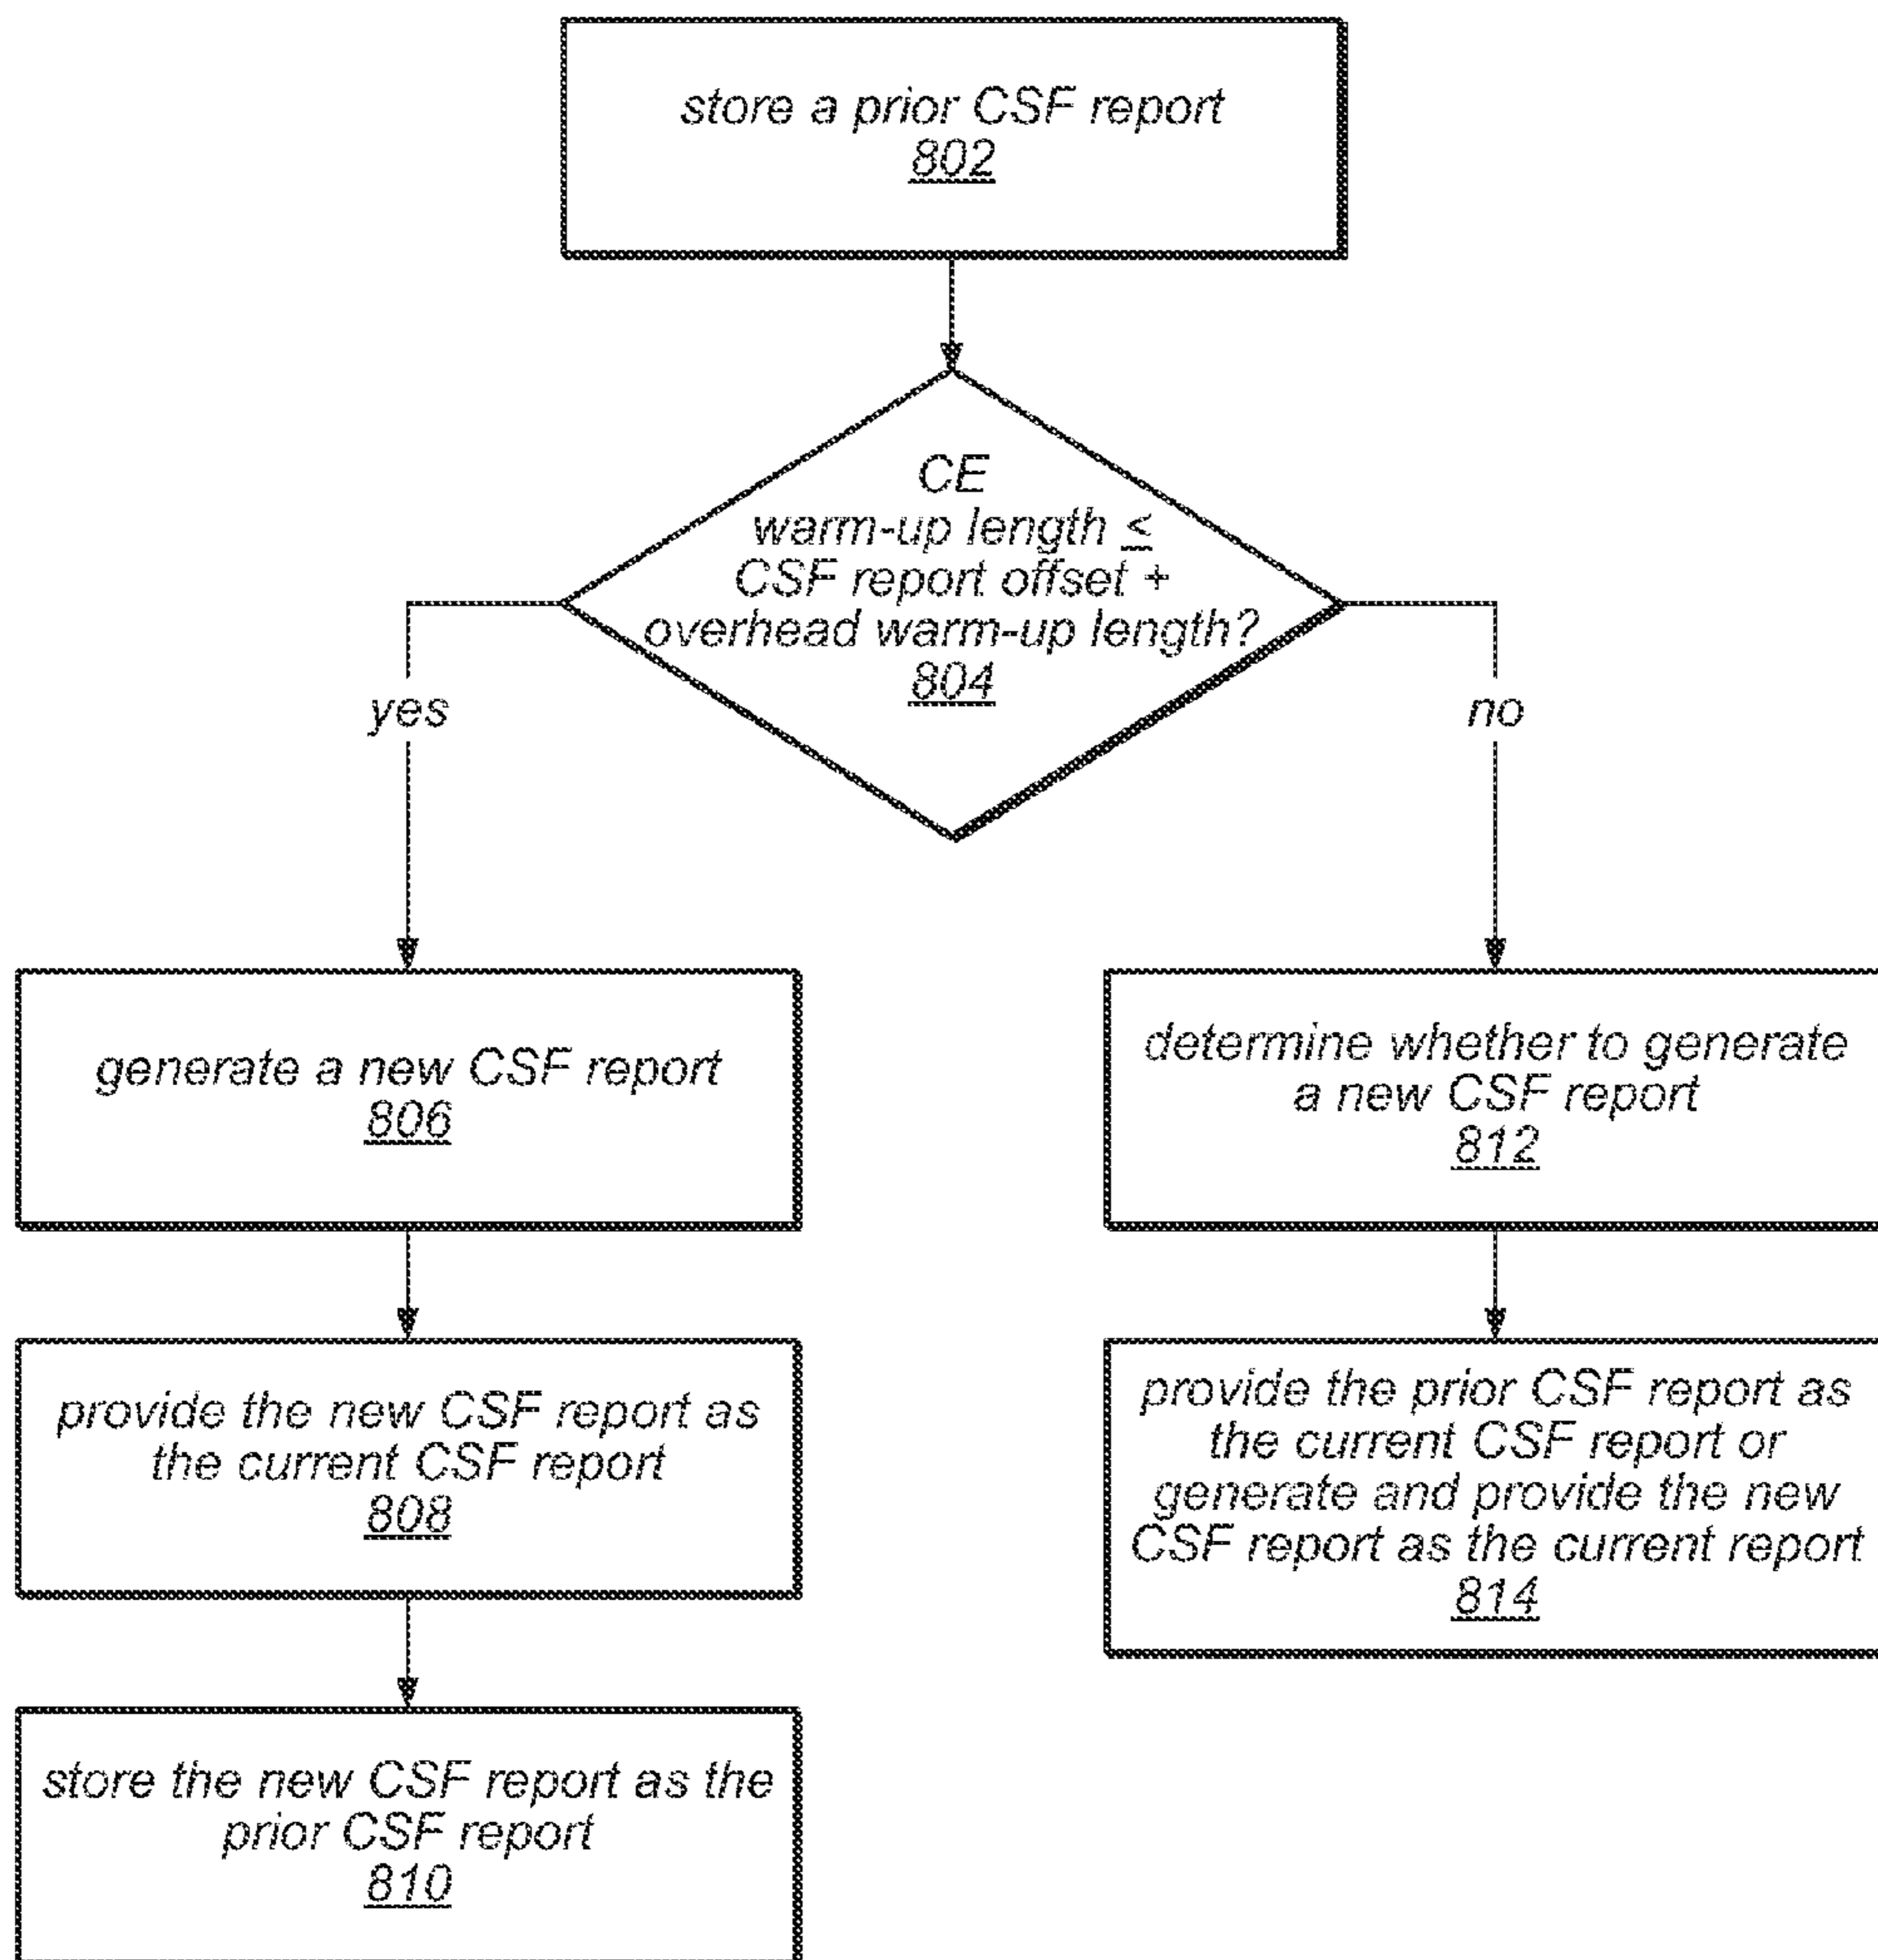 store a prior CSF report
802
CE
warm-up length ≤
CSF report offset +
overhead warm-up length?
804
yes
no
generate a new CSF report
806
determine whether to generate
a new CSF report
812
provide the new CSF report as
the current CSF report
808
provide the prior CSF report as
the current CSF report or
generate and provide the new
CSF report as the current report
814
store the new CSF report as the
prior CSF report
810